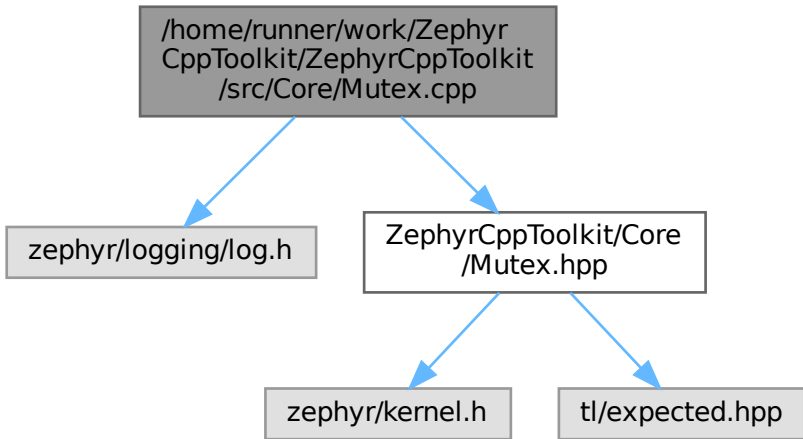 /home/runner/work/Zephyr
CppToolkit/ZephyrCppToolkit
/src/Core/Mutex.cpp
zephyr/logging/log.h
ZephyrCppToolkit/Core
/Mutex.hpp
zephyr/kernel.h
tl/expected.hpp